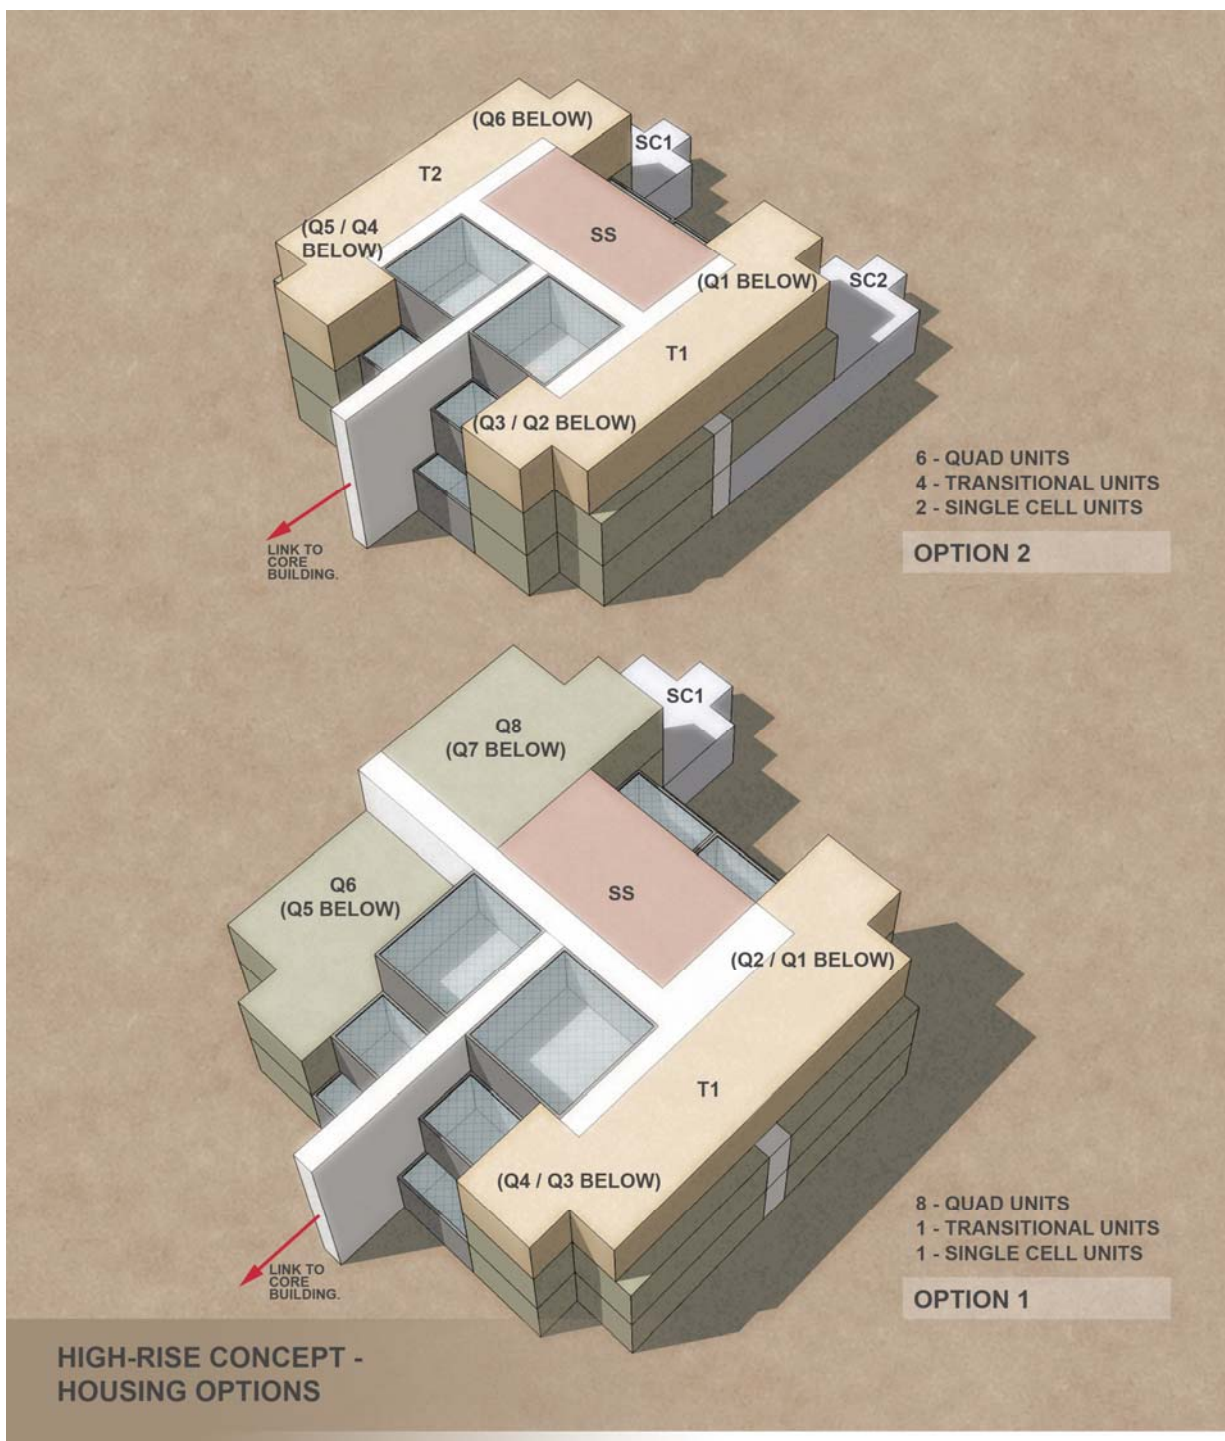 (Q6 BELOW)
SC1
T2
(Q5 / Q4
BELOW)
SS
(Q1 BELOW)
SC2
T1
(Q3 / Q2 BELOW)
6 - QUAD UNITS
4 - TRANSITIONAL UNITS
2 - SINGLE CELL UNITS
OPTION 2
LINK TO
CORE
BUILDING.
SC1
Q8
(Q7 BELOW)
Q6
(Q5 BELOW)
SS
(Q2 / Q1 BELOW)
T1
(Q4 / Q3 BELOW)
8 - QUAD UNITS
1 - TRANSITIONAL UNITS
1 - SINGLE CELL UNITS
OPTION 1
LINK TO
CORE
BUILDING.
HIGH-RISE CONCEPT -
HOUSING OPTIONS